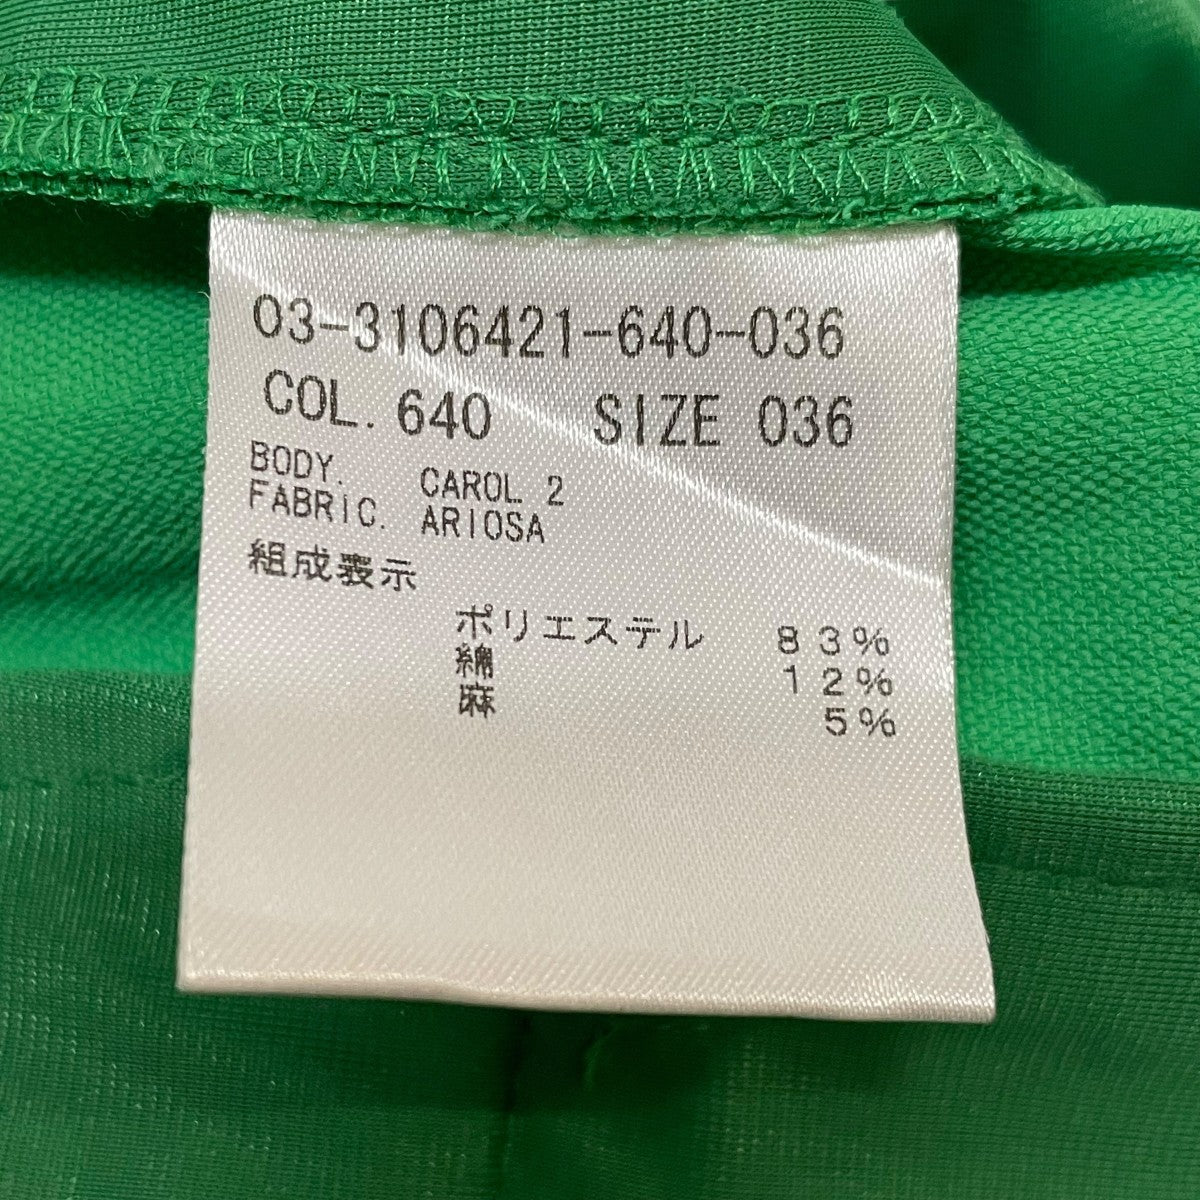 03-3106421-640-036
COL. 640 SIZE 036
BODY. CAROL 2
FABRIC. ARIOSA
組成表示
ポリエステル 83%
綿 12%
麻 5%